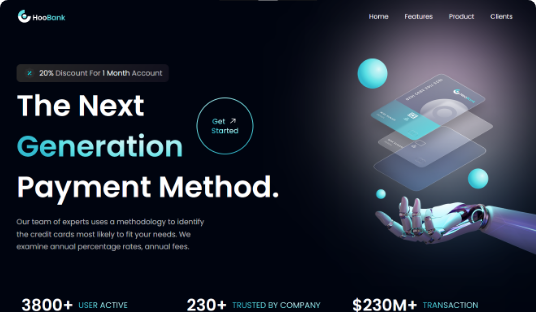 HooBank
Home Features Product Clients
20% Discount For 1 Month Account
The Next
Generation
Payment Method.
Get
Started
Our team of experts uses a methodology to identify
the credit cards most likely to fit your needs. We
examine annual percentage rates, annual fees.
3800+ USER ACTIVE
230+ TRUSTED BY COMPANY
$230M+ TRANSACTION